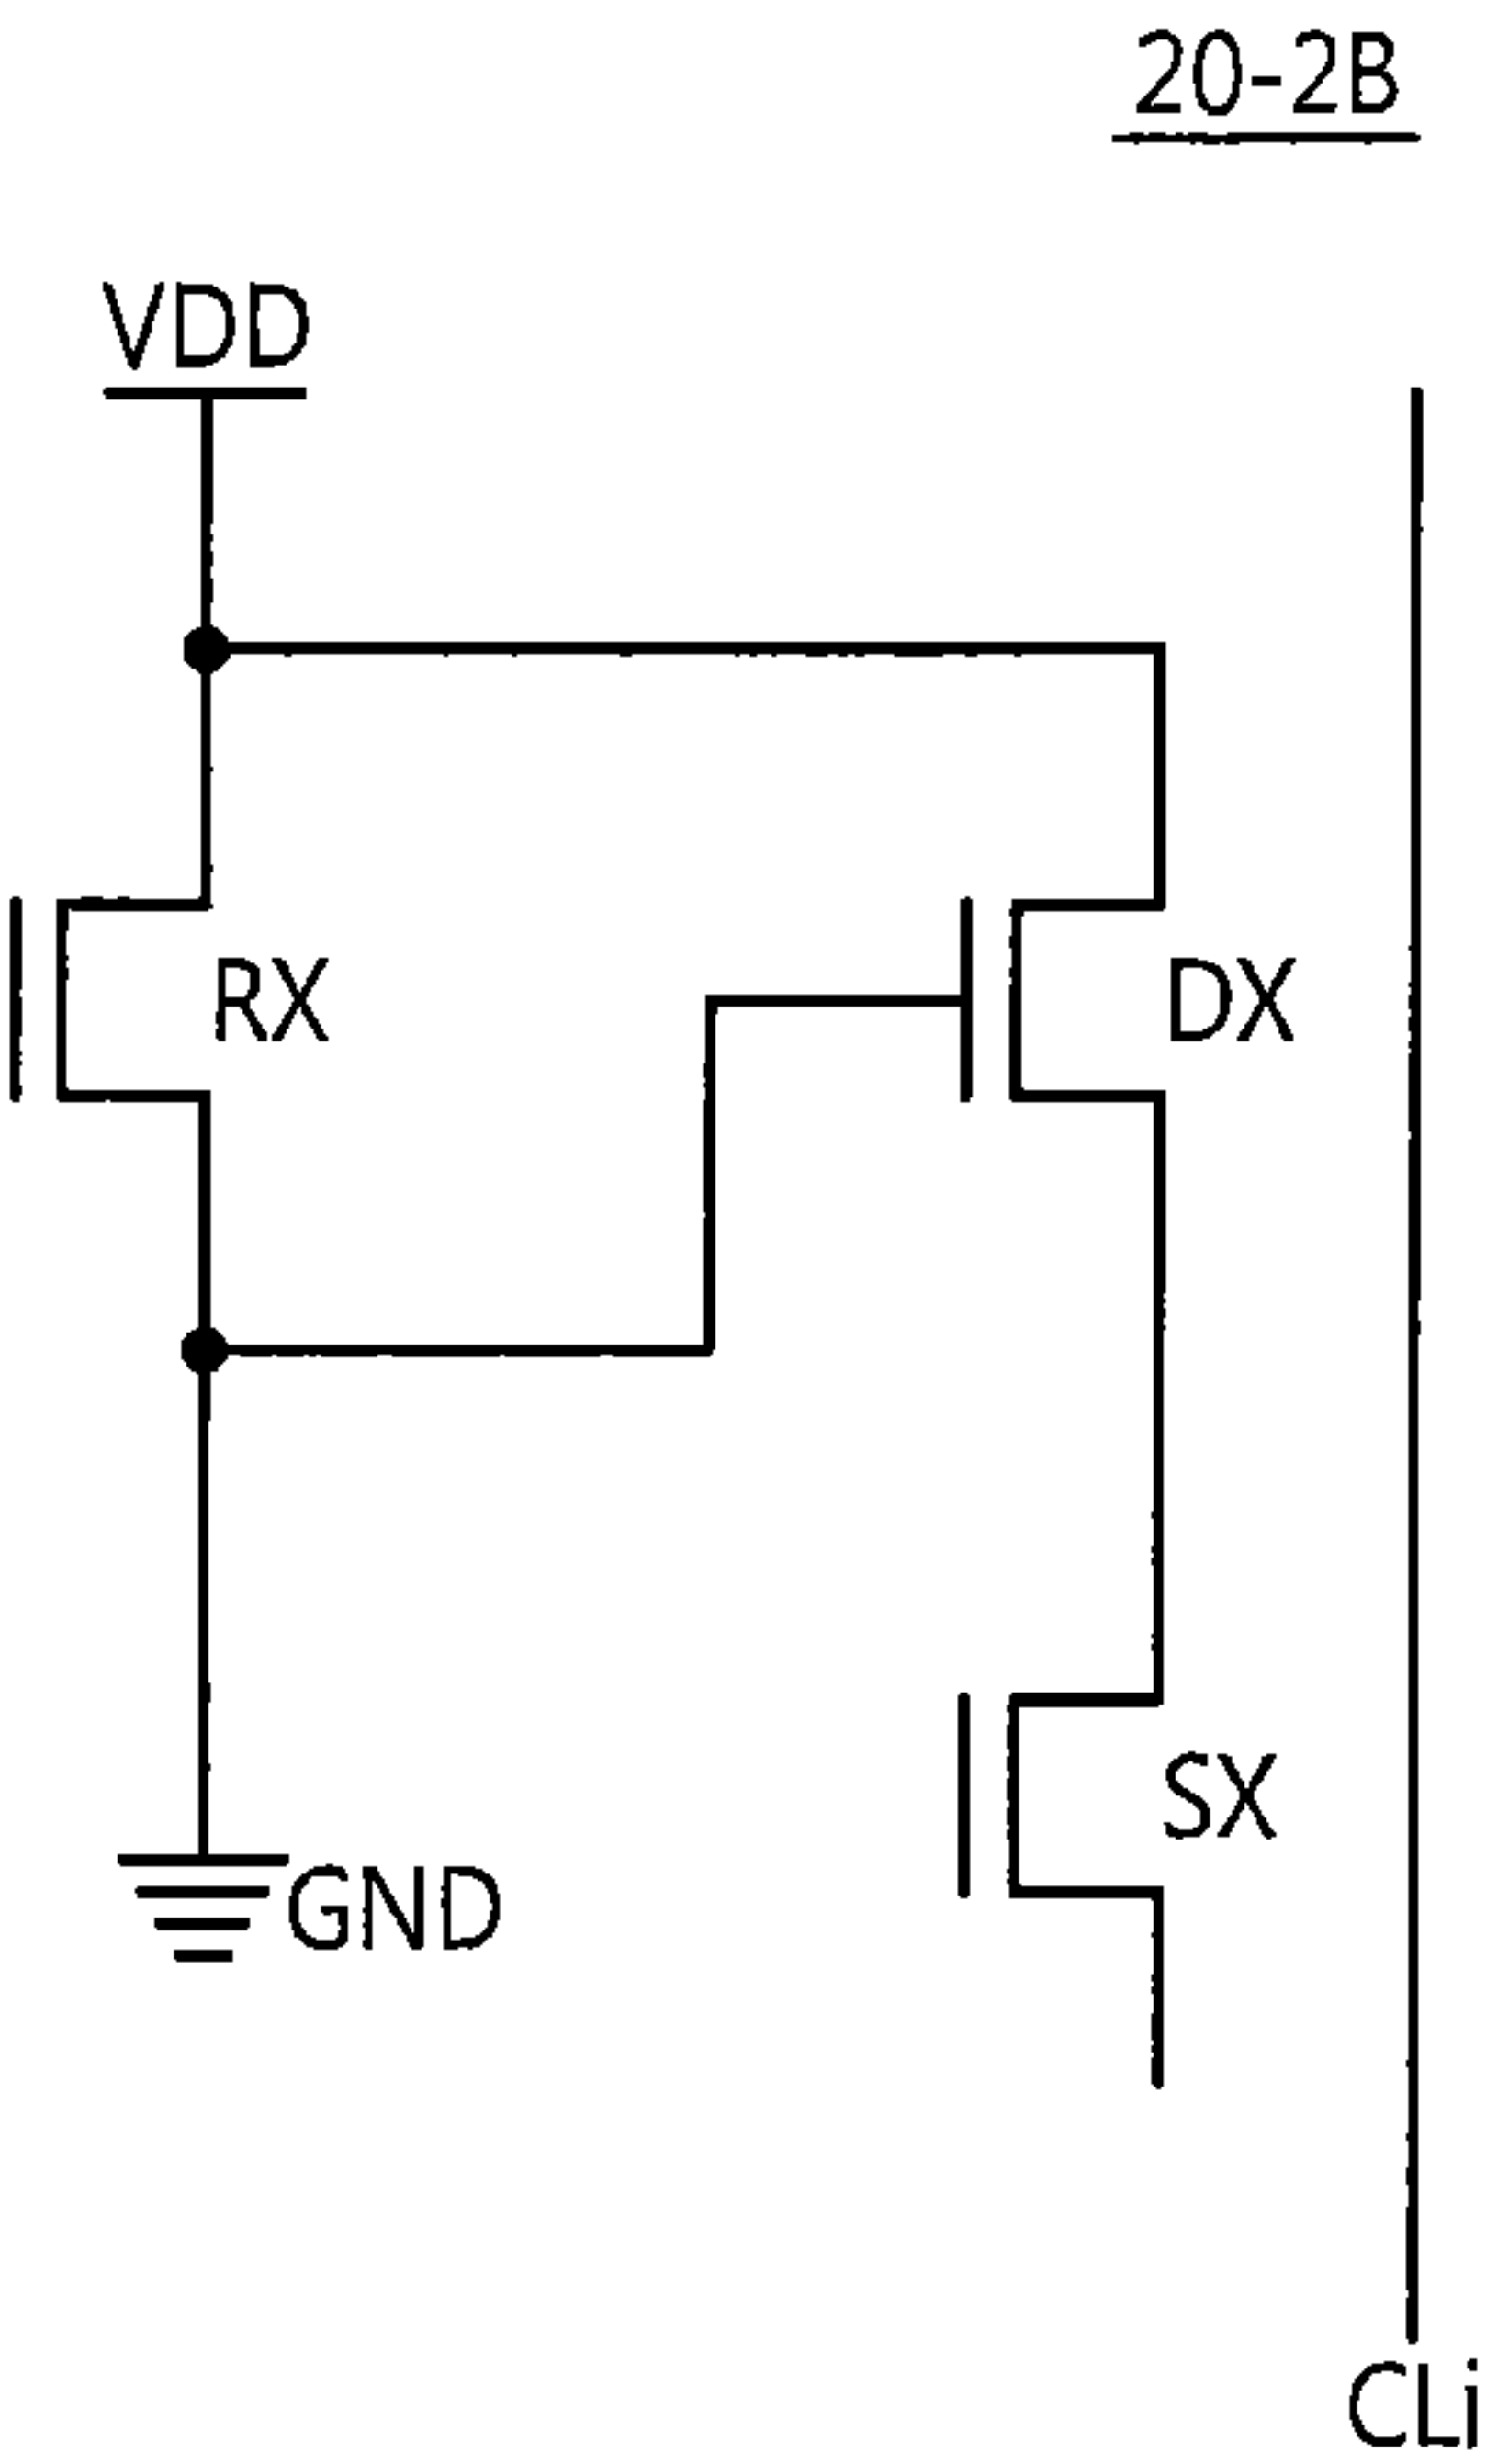 20-2B
VDD
RX
DX
SX
GND
CLi